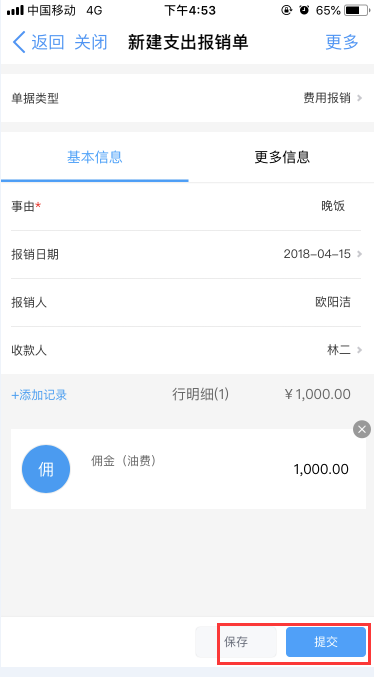 中国移动 4G 下午4:53 65%
返回 关闭 新建支出报销单 更多
单据类型 费用报销
基本信息 更多信息
事由* 晚饭
报销日期 2018-04-15
报销人 欧阳洁
收款人 林二
+添加记录 行明细(1) ￥1,000.00
佣 佣金（油费） 1,000.00
保存 提交